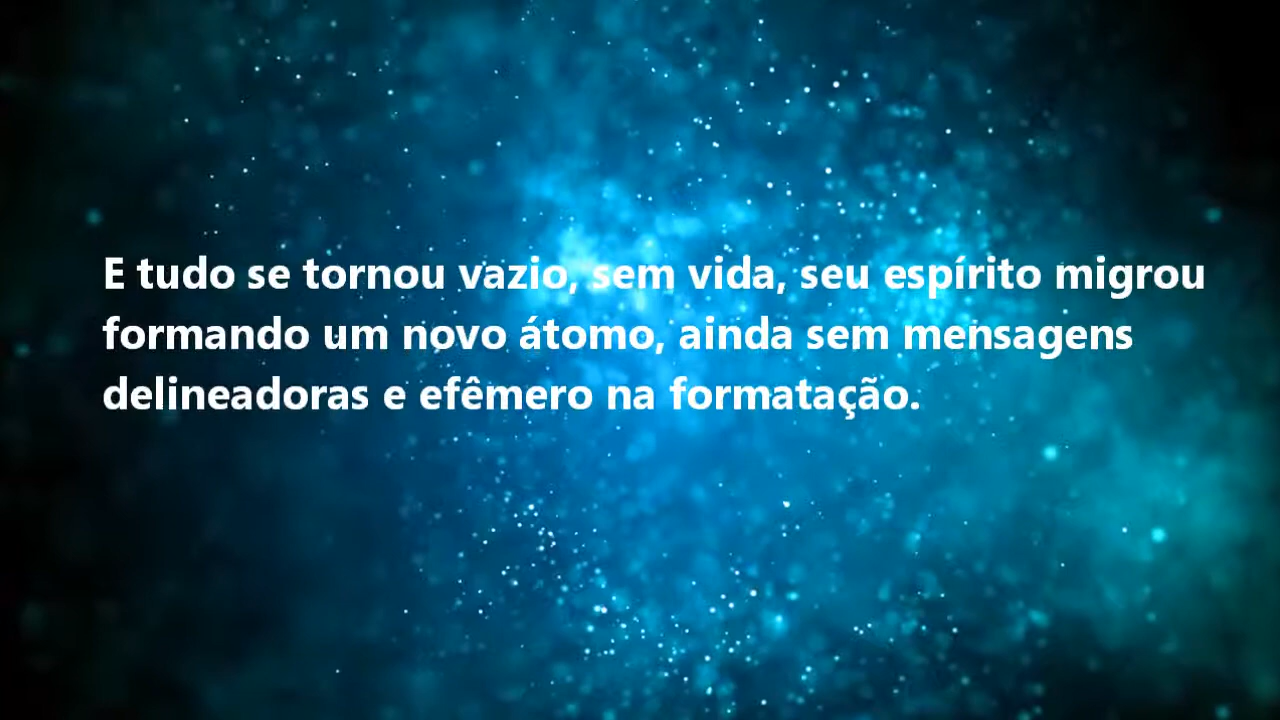 E tudo se tornou vazio, sem vida, seu espírito migrou
formando um novo átomo, ainda sem mensagens
delineadoras e efêmero na formatação.